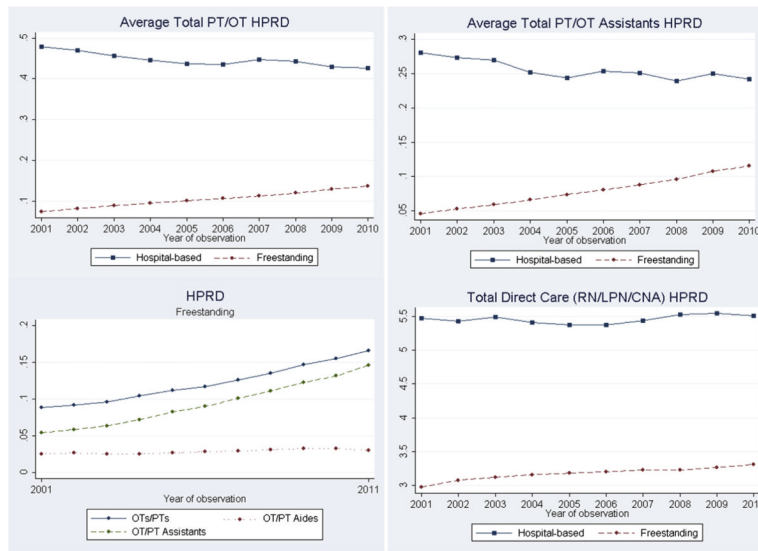 Average Total PT/OT HPRD
.5
.4
.3
.2
.1
2001 2002 2003 2004 2005 2006 2007 2008 2009 2010
Year of observation
Hospital-based Freestanding
Average Total PT/OT Assistants HPRD
.3
.25
.2
.15
.1
.05
2001 2002 2003 2004 2005 2006 2007 2008 2009 2010
Year of observation
Hospital-based Freestanding
HPRD
Freestanding
.2
.15
.1
.05
0
2001 2011
Year of observation
OTs/PTs OT/PT Aides
OT/PT Assistants
Total Direct Care (RN/LPN/CNA) HPRD
5.5
5
4.5
4
3.5
3
2001 2002 2003 2004 2005 2006 2007 2008 2009 201
Year of observation
Hospital-based Freestanding